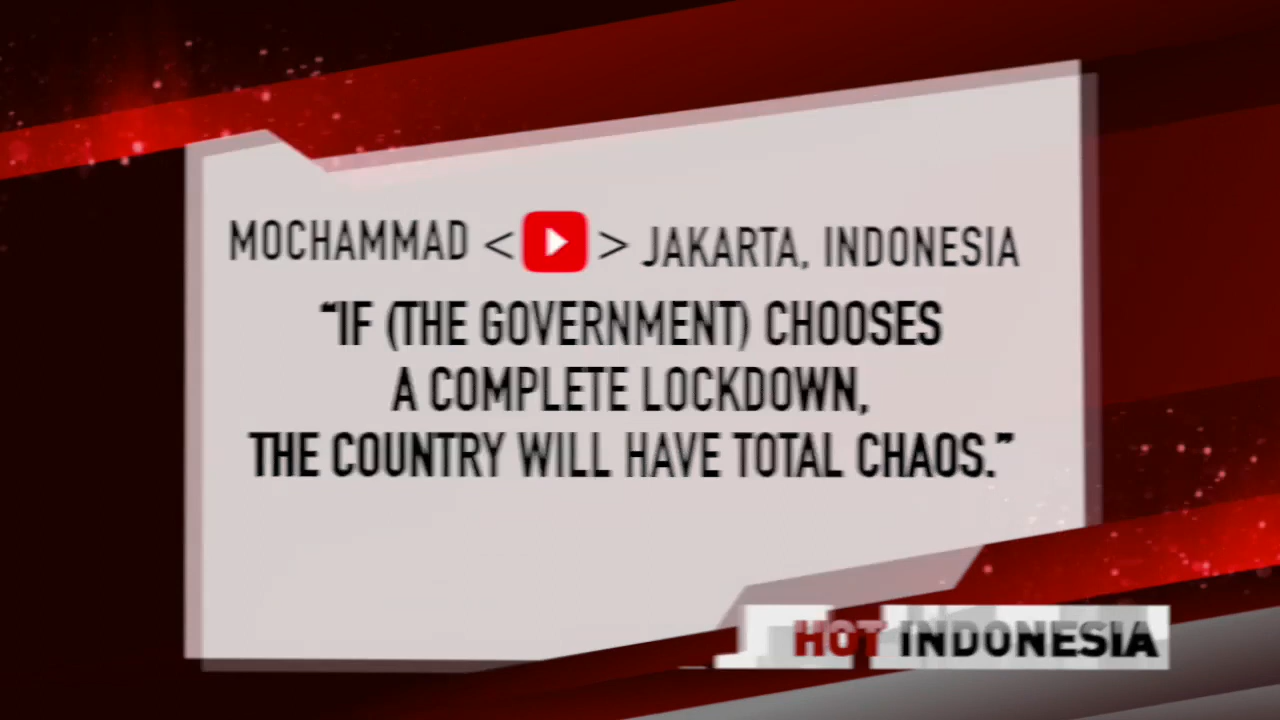 MOCHAMMAD < > JAKARTA, INDONESIA
“IF (THE GOVERNMENT) CHOOSES
A COMPLETE LOCKDOWN,
THE COUNTRY WILL HAVE TOTAL CHAOS.”
HOT INDONESIA